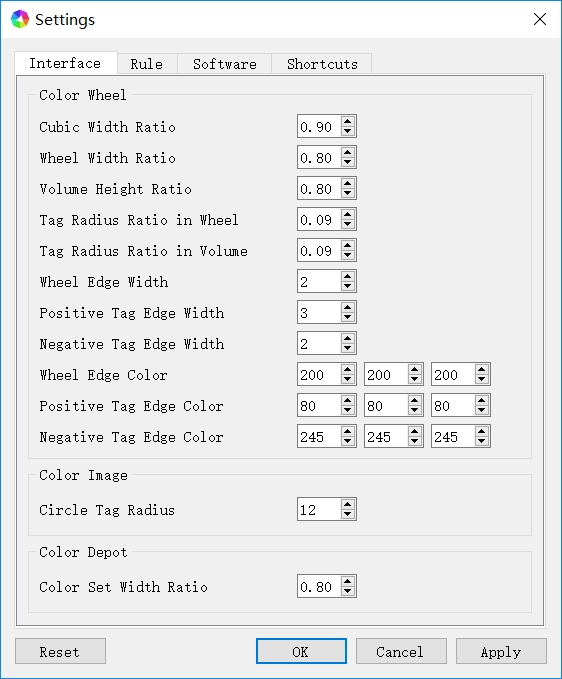 Settings
Interface Rule Software Shortcuts
Color Wheel
Cubic Width Ratio 0.90
Wheel Width Ratio 0.80
Volume Height Ratio 0.80
Tag Radius Ratio in Wheel 0.09
Tag Radius Ratio in Volume 0.09
Wheel Edge Width 2
Positive Tag Edge Width 3
Negative Tag Edge Width 2
Wheel Edge Color 200 200 200
Positive Tag Edge Color 80 80 80
Negative Tag Edge Color 245 245 245
Color Image
Circle Tag Radius 12
Color Depot
Color Set Width Ratio 0.80
Reset OK Cancel Apply